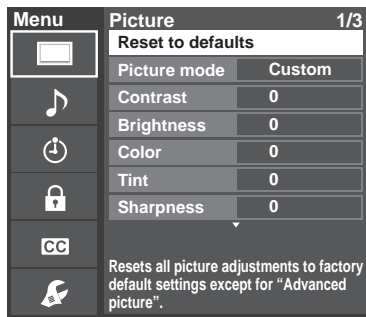 Menu
Picture 1/3
Reset to defaults
Picture mode Custom
Contrast 0
Brightness 0
Color 0
Tint 0
Sharpness 0
CC
Resets all picture adjustments to factory
default settings except for “Advanced
picture”.